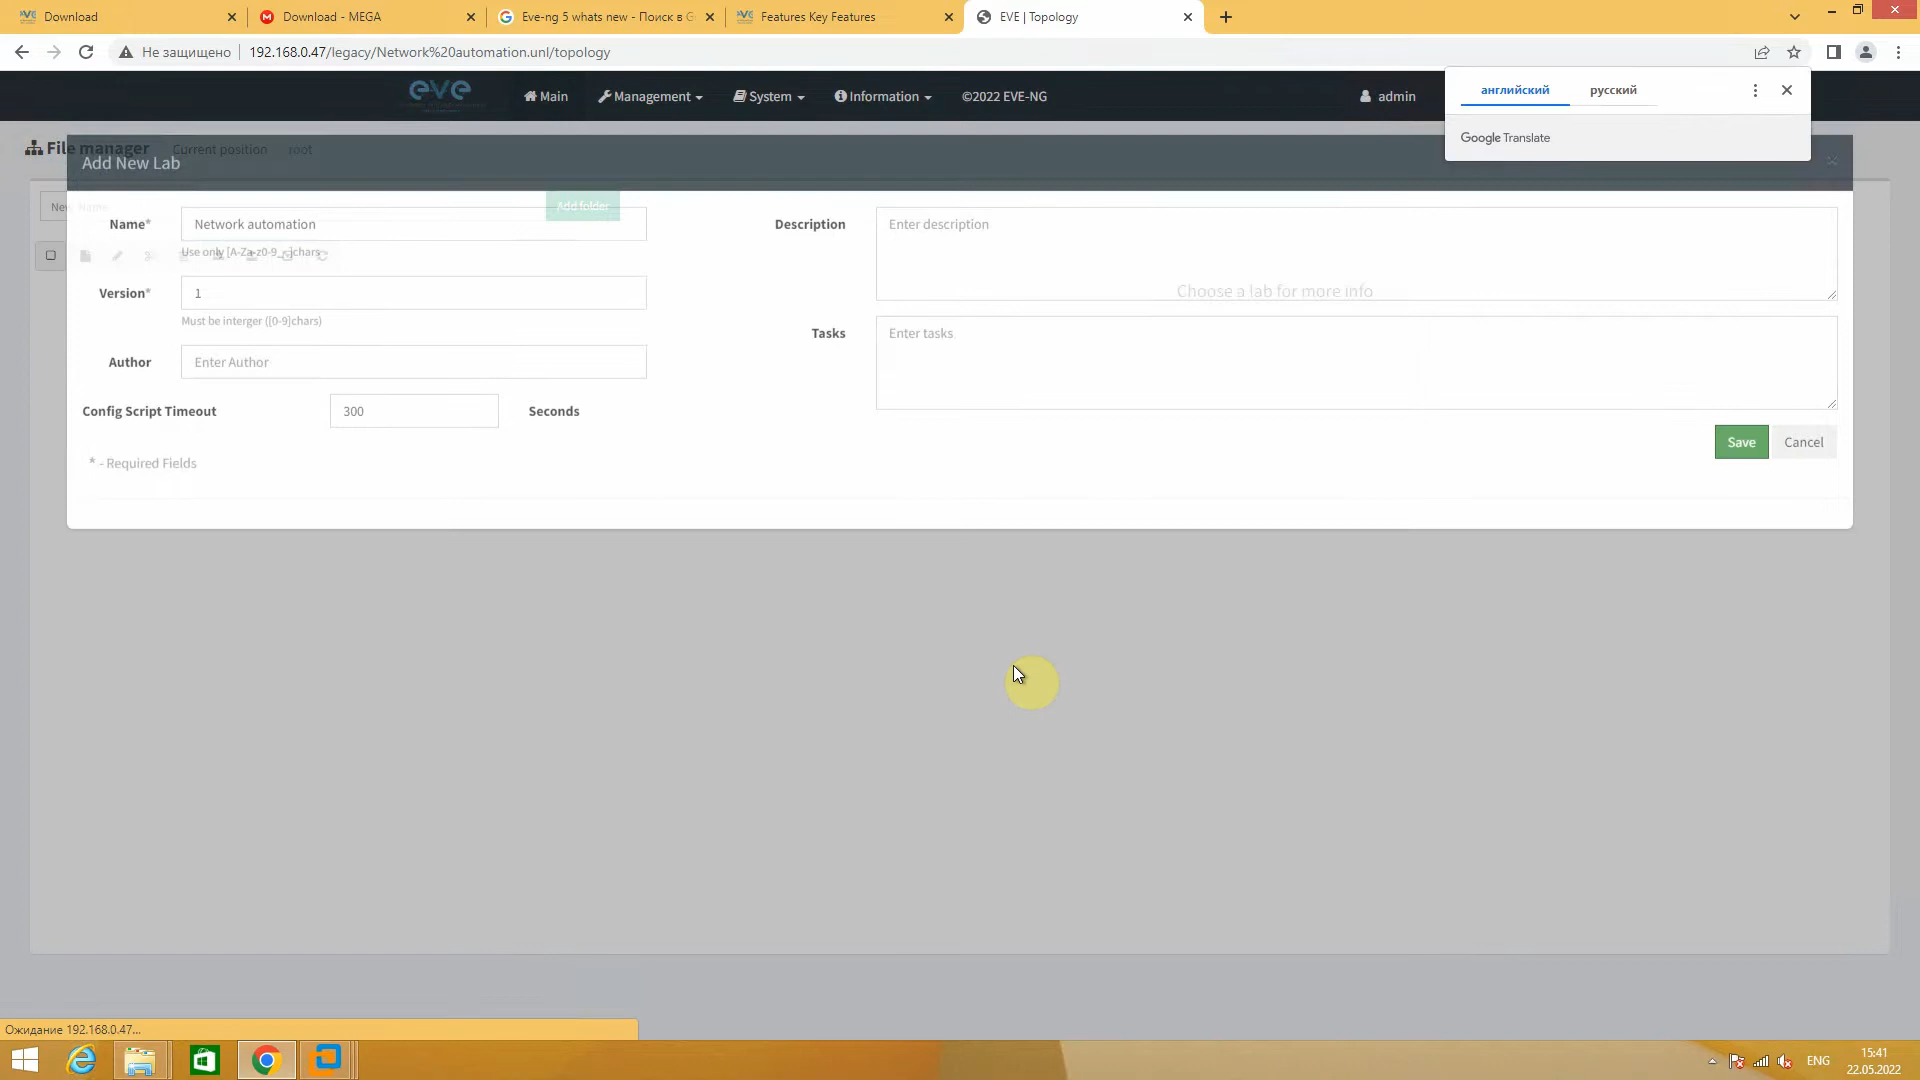 Download
Download - MEGA
Eve-ng 5 whats new - Поиск в G
Features Key Features
EVE | Topology
Не защищено
192.168.0.47/legacy/Network%20automation.unl/topology
eve
Main
Management
System
Information
©2022 EVE-NG
admin
английский
русский
Google Translate
File manager
Current position
root
Add New Lab
New Name
Add folder
Name*
Network automation
Use only [A-Za-z0-9_-]chars
Version*
1
Must be interger ([0-9]chars)
Author
Enter Author
Config Script Timeout
300
Seconds
* - Required Fields
Description
Enter description
Choose a lab for more info
Tasks
Enter tasks
Save
Cancel
Ожидание 192.168.0.47...
ENG
15:41
22.05.2022